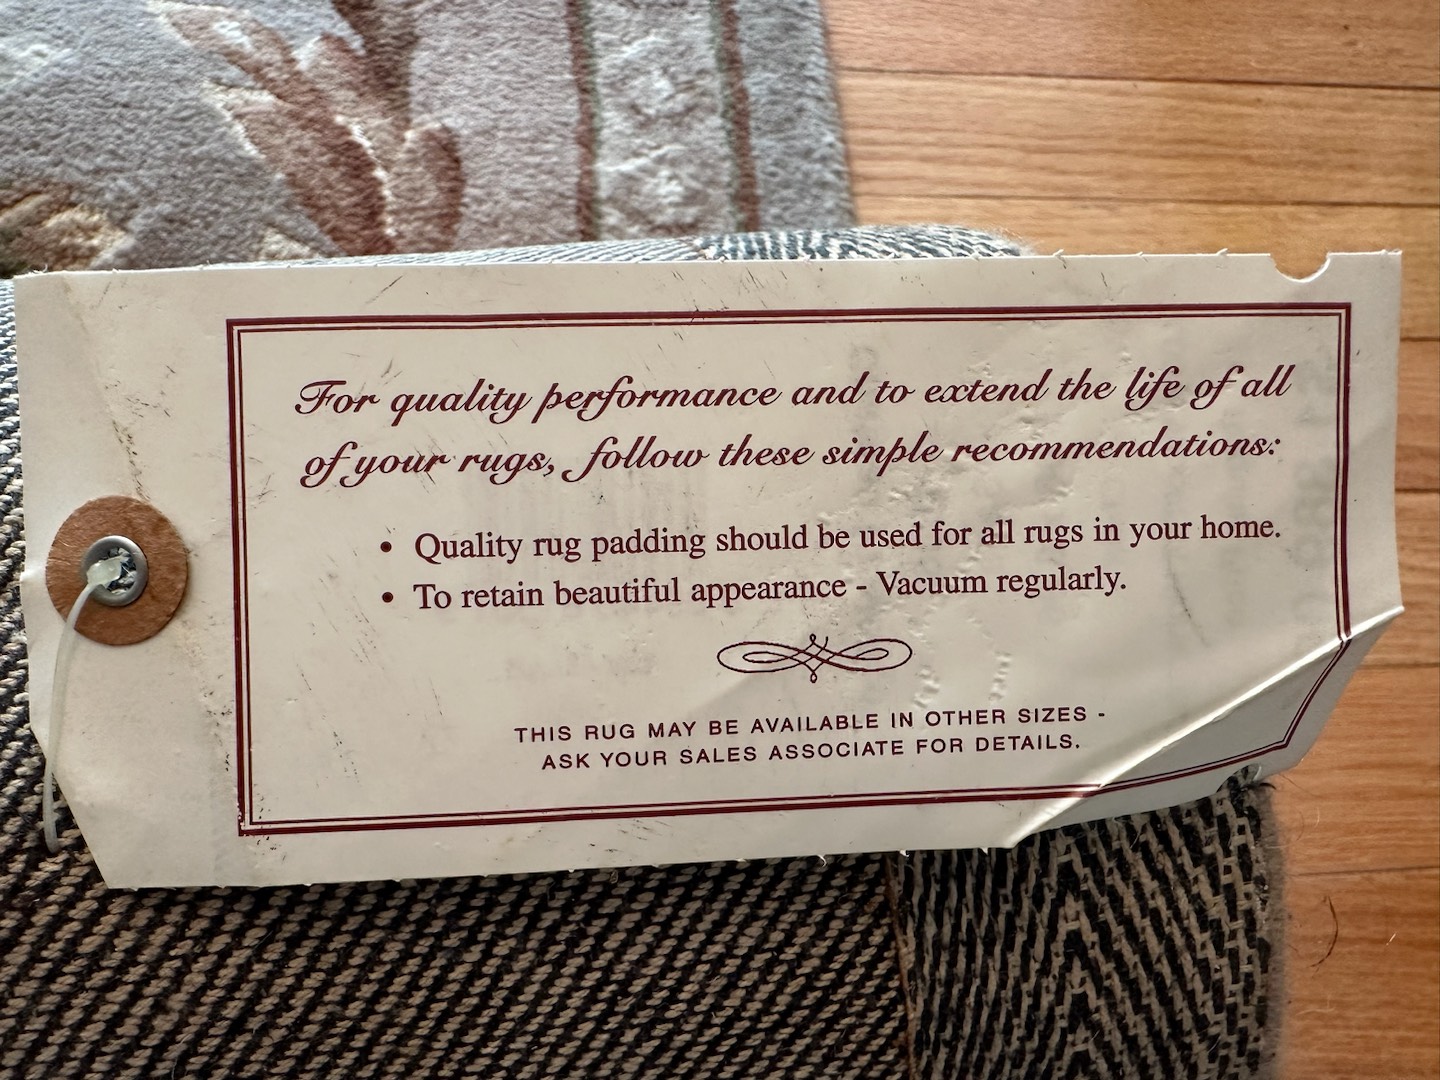 For quality performance and to extend the life of all
of your rugs, follow these simple recommendations:
• Quality rug padding should be used for all rugs in your home.
• To retain beautiful appearance - Vacuum regularly.
THIS RUG MAY BE AVAILABLE IN OTHER SIZES -
ASK YOUR SALES ASSOCIATE FOR DETAILS.